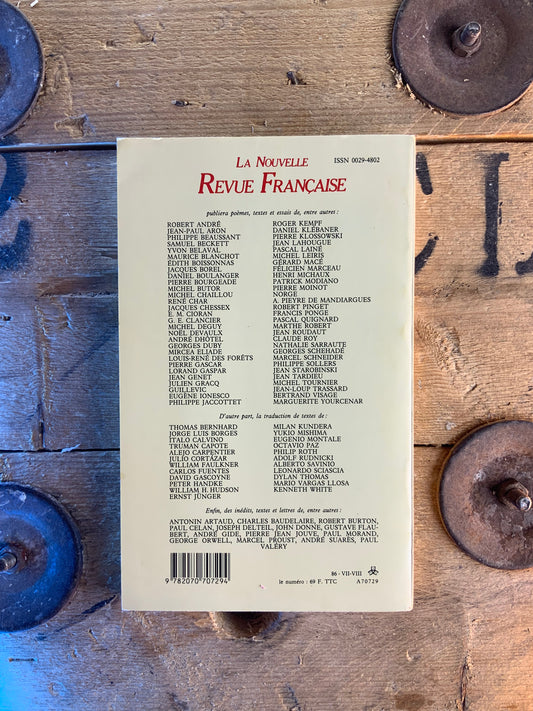 LA NOUVELLE
ISSN 0029-4802
REVUE FRANÇAISE
publiera poèmes, textes et essais de, entre autres :
ROBERT ANDRÉ
JEAN-PAUL ARON
PHILIPPE BEAUSSANT
SAMUEL BECKETT
YVON BELAVAL
MAURICE BLANCHOT
ÉDITH BOISSONNAS
JACQUES BOREL
DANIEL BOULANGER
PIERRE BOURGEADE
MICHEL BUTOR
MICHEL CHAILLOU
RENÉ CHAR
JACQUES CHESSEX
E. M. CIORAN
G. E. CLANCIER
MICHEL DEGUY
NOËL DEVAULX
ANDRÉ DHÔTEL
GEORGES DUBY
MIRCEA ELIADE
LOUIS-RENÉ DES FORÊTS
PIERRE GASCAR
LORAND GASPAR
JEAN GENET
JULIEN GRACQ
GUILLEVIC
EUGÈNE IONESCO
PHILIPPE JACCOTTET
ROGER KEMPF
DANIEL KLÉBANER
PIERRE KLOSSOWSKI
JEAN LAHOUGUE
PASCAL LAINÉ
MICHEL LEIRIS
GÉRARD MACÉ
FÉLICIEN MARCEAU
HENRI MICHAUX
PATRICK MODIANO
PIERRE MOINOT
NORGE
A. PIEYRE DE MANDIARGUES
ROBERT PINGET
FRANCIS PONGE
PASCAL QUIGNARD
MARTHE ROBERT
JEAN ROUDAUT
CLAUDE ROY
NATHALIE SARRAUTE
GEORGES SCHEHADÉ
MARCEL SCHNEIDER
PHILIPPE SOLLERS
JEAN STAROBINSKI
JEAN TARDIEU
MICHEL TOURNIER
JEAN-LOUP TRASSARD
BERTRAND VISAGE
MARGUERITE YOURCENAR
D'autre part, la traduction de textes de :
THOMAS BERNHARD
JORGE LUIS BORGES
ITALO CALVINO
TRUMAN CAPOTE
ALEJO CARPENTIER
JULIO CORTÁZAR
WILLIAM FAULKNER
CARLOS FUENTES
DAVID GASCOYNE
PETER HANDKE
WILLIAM H. HUDSON
ERNST JÜNGER
MILAN KUNDERA
YUKIO MISHIMA
EUGENIO MONTALE
OCTAVIO PAZ
PHILIP ROTH
ADOLF RUDNICKI
ALBERTO SAVINIO
LEONARDO SCIASCIA
DYLAN THOMAS
MARIO VARGAS LLOSA
KENNETH WHITE
Enfin, des inédits, textes et lettres de, entre autres :
ANTONIN ARTAUD, CHARLES BAUDELAIRE, ROBERT BURTON,
PAUL CELAN, JOSEPH DELTEIL, JOHN DONNE, GUSTAVE FLAU-
BERT, ANDRÉ GIDE, PIERRE JEAN JOUVE, PAUL MORAND,
GEORGE ORWELL, MARCEL PROUST, ANDRÉ SUARÈS, PAUL
VALÉRY
9 782070 707294
86-VII-VIII
le numéro : 69 F. TTC
A 70729